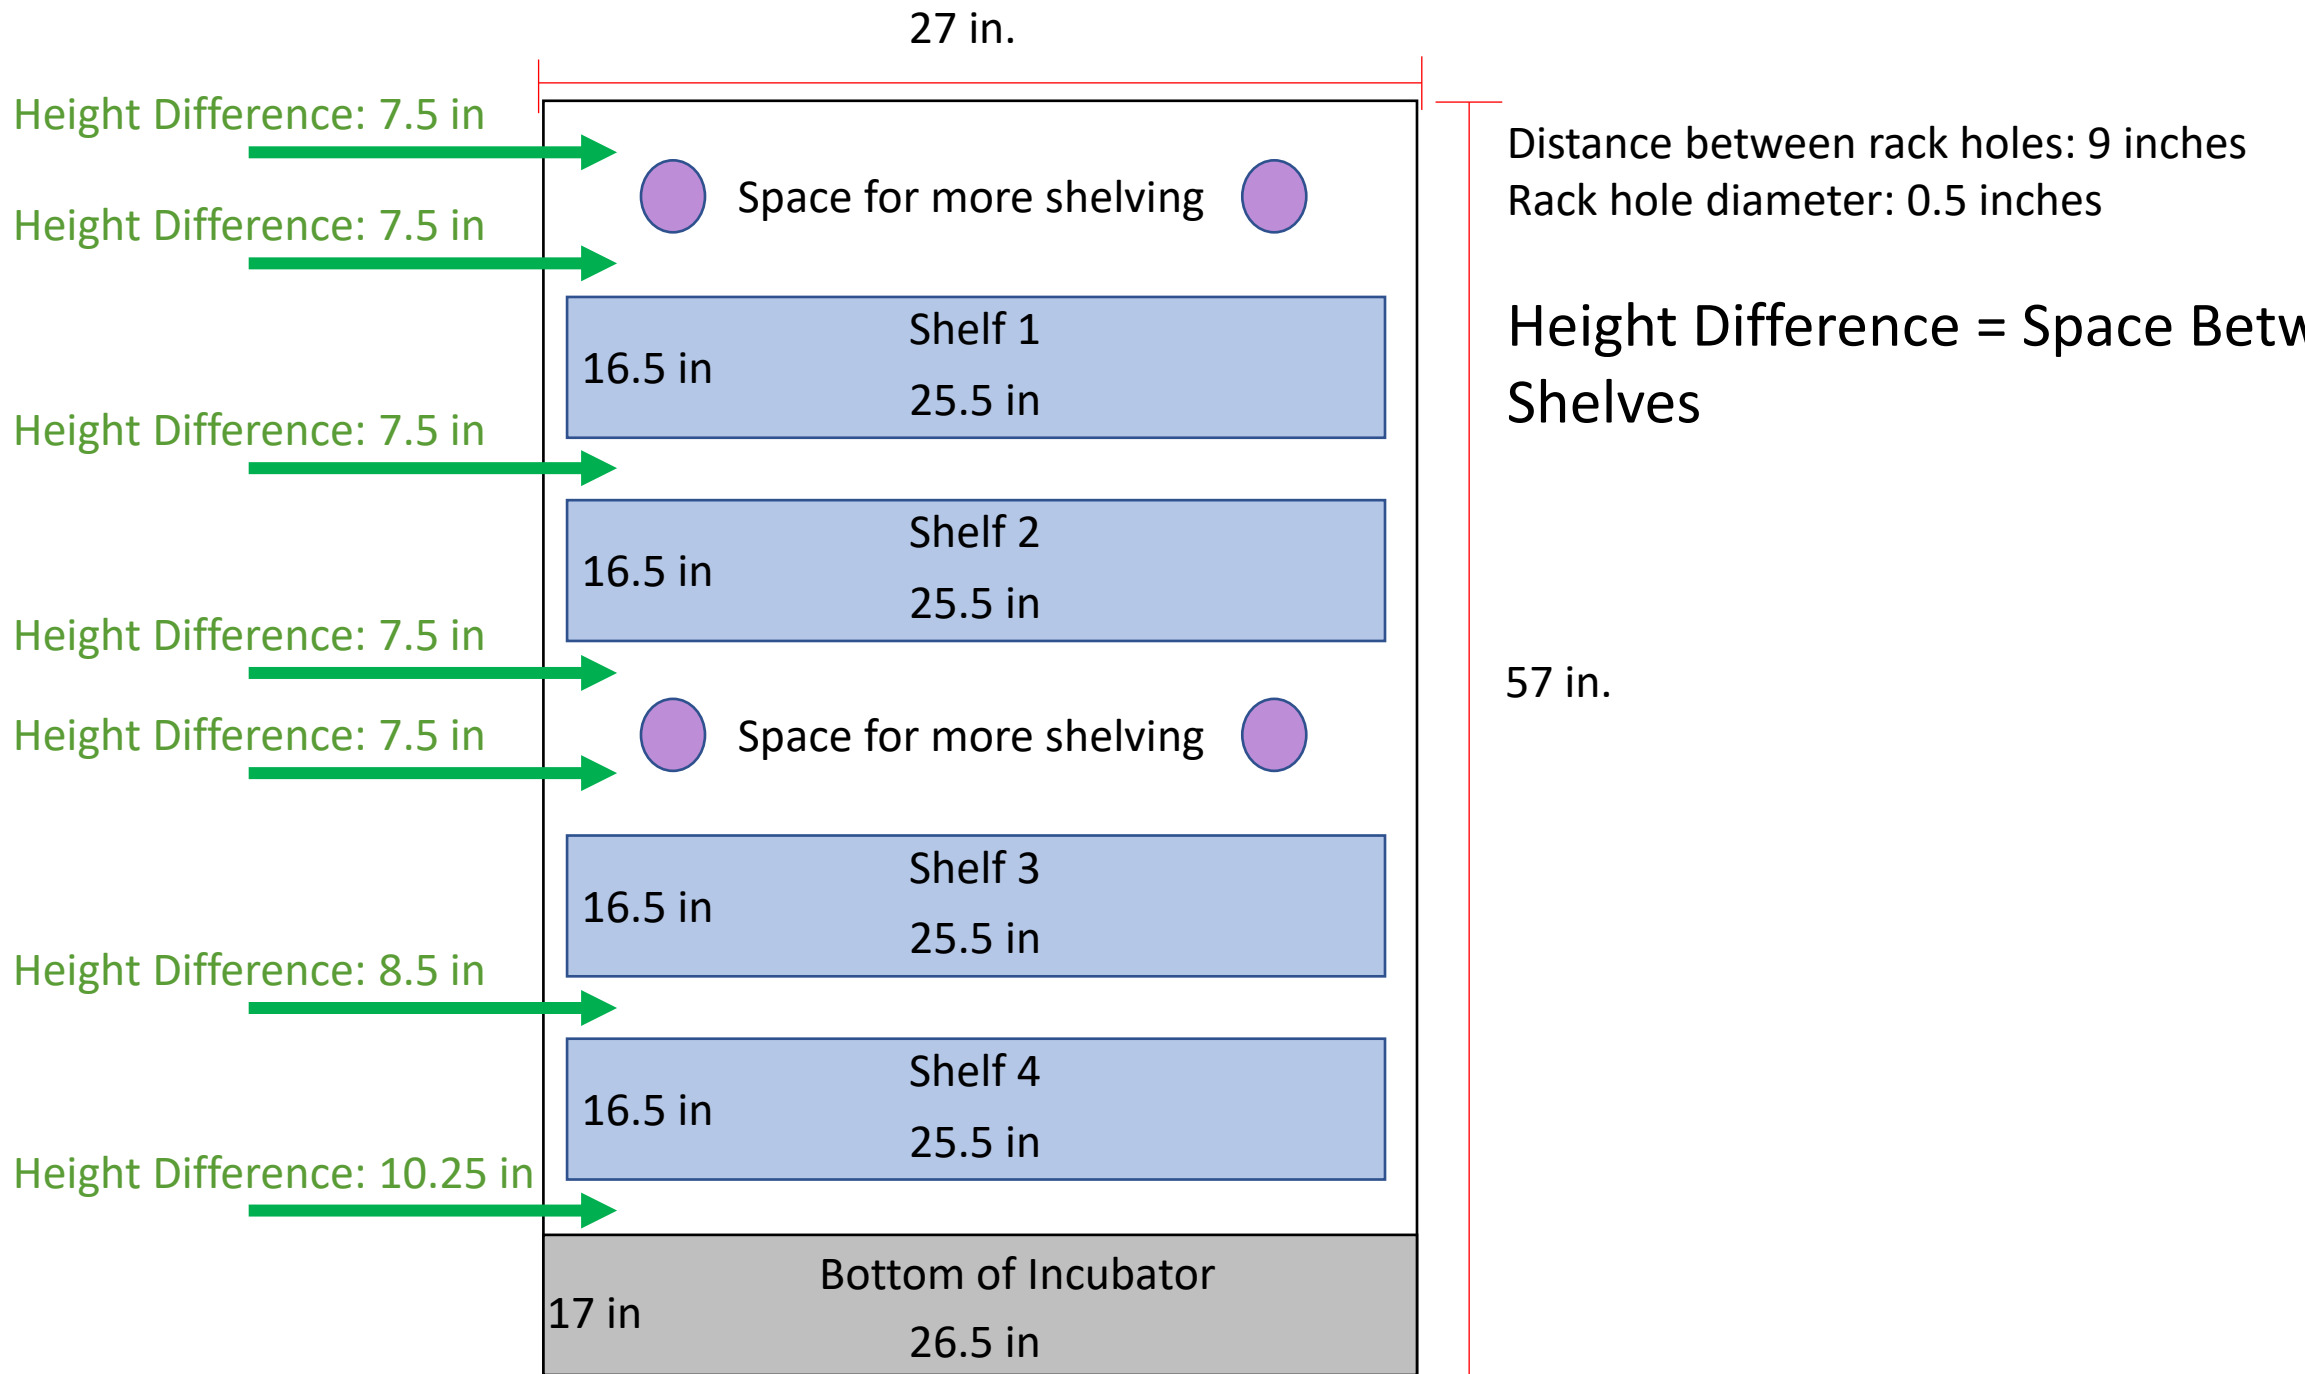 27 in.
Height Difference: 7.5 in
Distance between rack holes: 9 inches
Space for more shelving
Rack hole diameter: 0.5 inches
Height Difference: 7.5 in
Height Difference = Space Betw
Shelves
Shelf 1
16.5 in
25.5 in
Height Difference: 7.5 in
Shelf 2
16.5 in
25.5 in
Height Difference: 7.5 in
57 in.
Height Difference: 7.5 in
Space for more shelving
Shelf 3
16.5 in
25.5 in
Height Difference: 8.5 in
Shelf 4
16.5 in
25.5 in
Height Difference: 10.25 in
Bottom of Incubator
17 in
26.5 in